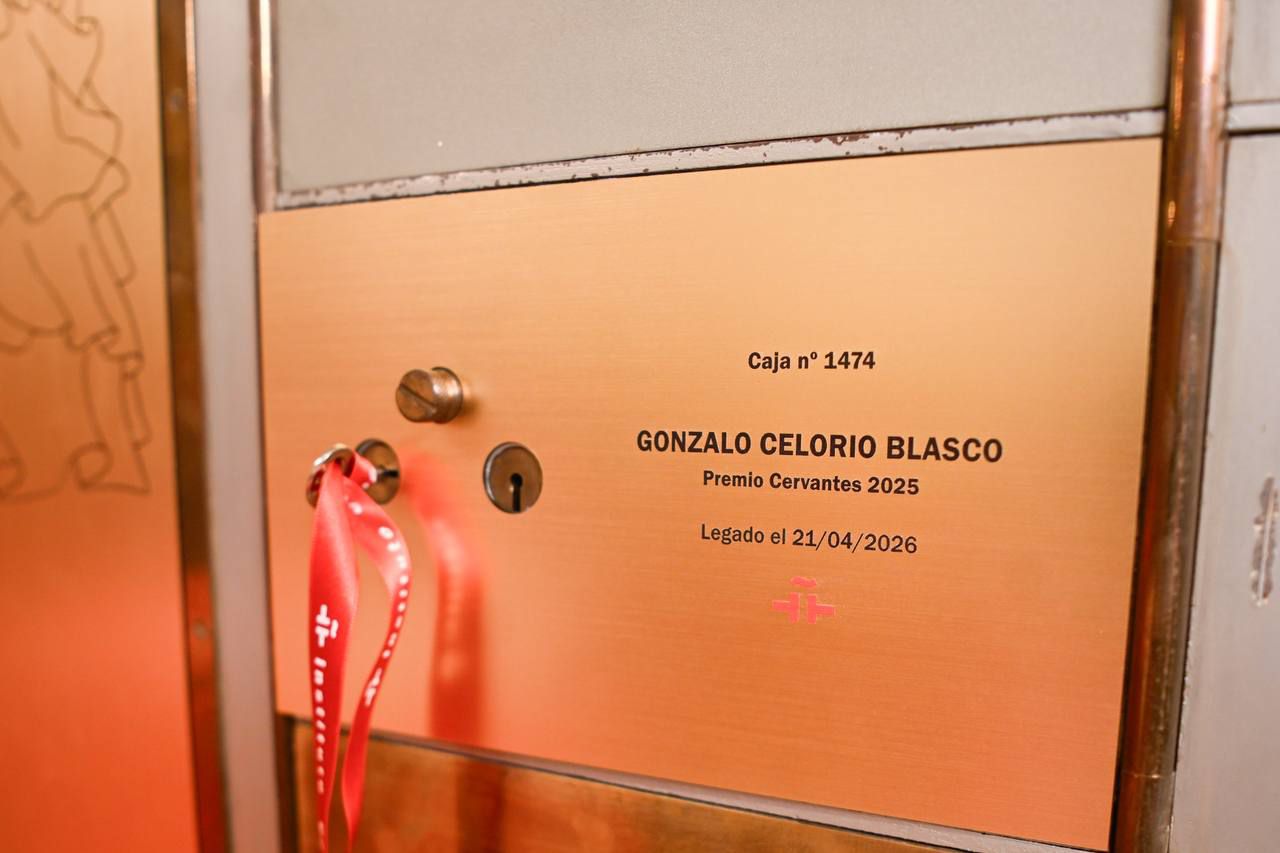 Caja nº 1474
GONZALO CELORIO BLASCO
Premio Cervantes 2025
Legado el 21/04/2026